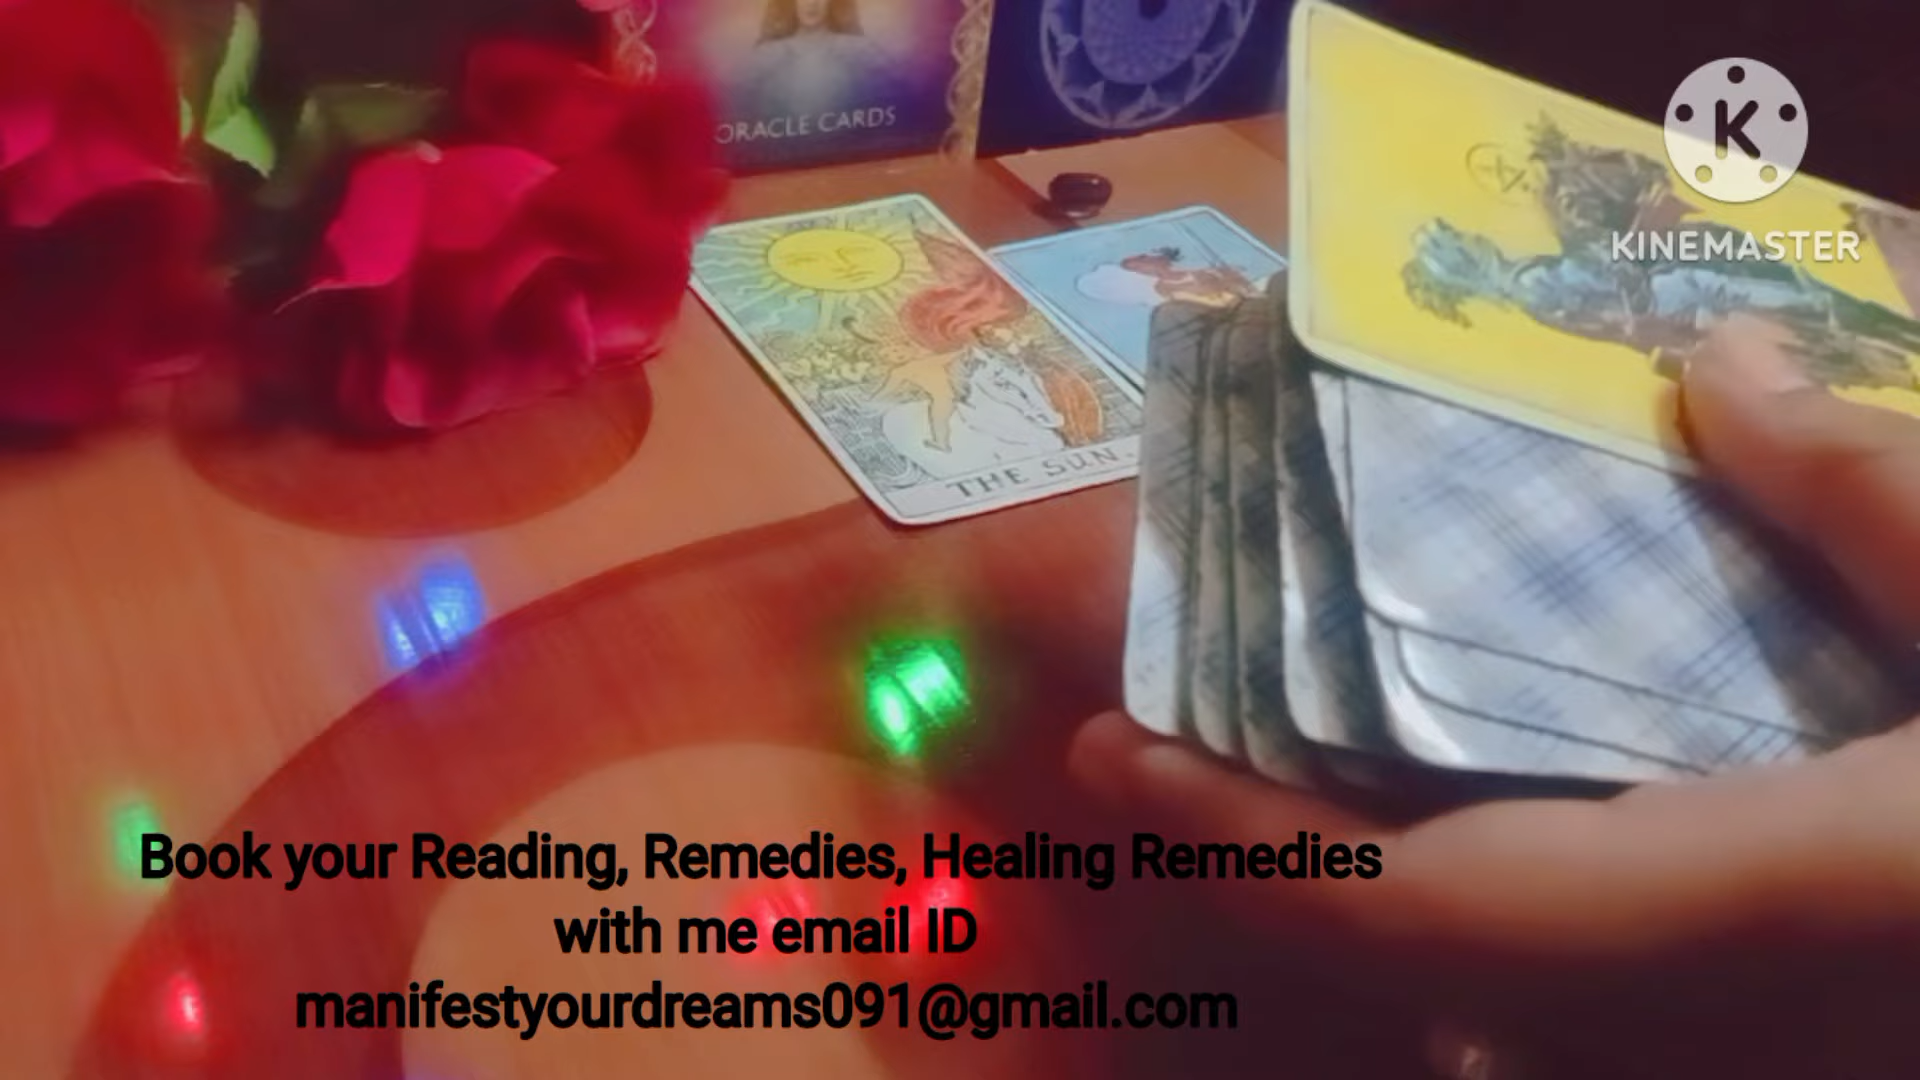 ORACLE CARDS
K
KINEMASTER
THE SUN.
Book your Reading, Remedies, Healing Remedies
with me email ID
manifestyourdreams091@gmail.com